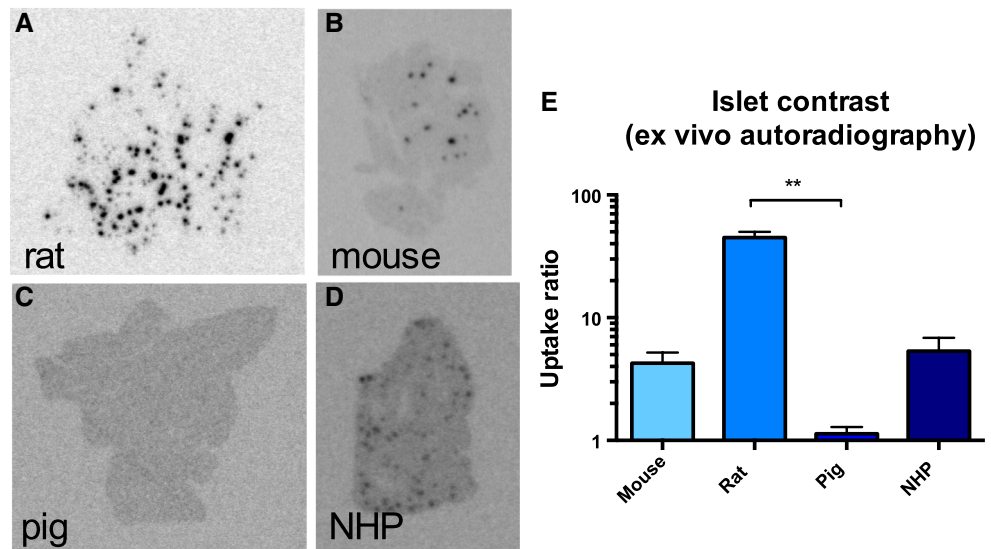 A
rat
B
mouse
C
pig
D
NHP
E
Islet contrast
(ex vivo autoradiography)
**
100
10
1
Uptake ratio
Mouse
Rat
Pig
NHP